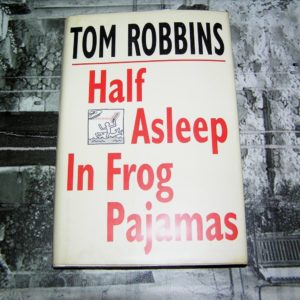 TOM ROBBINS
Half
Asleep
In Frog
Pajamas